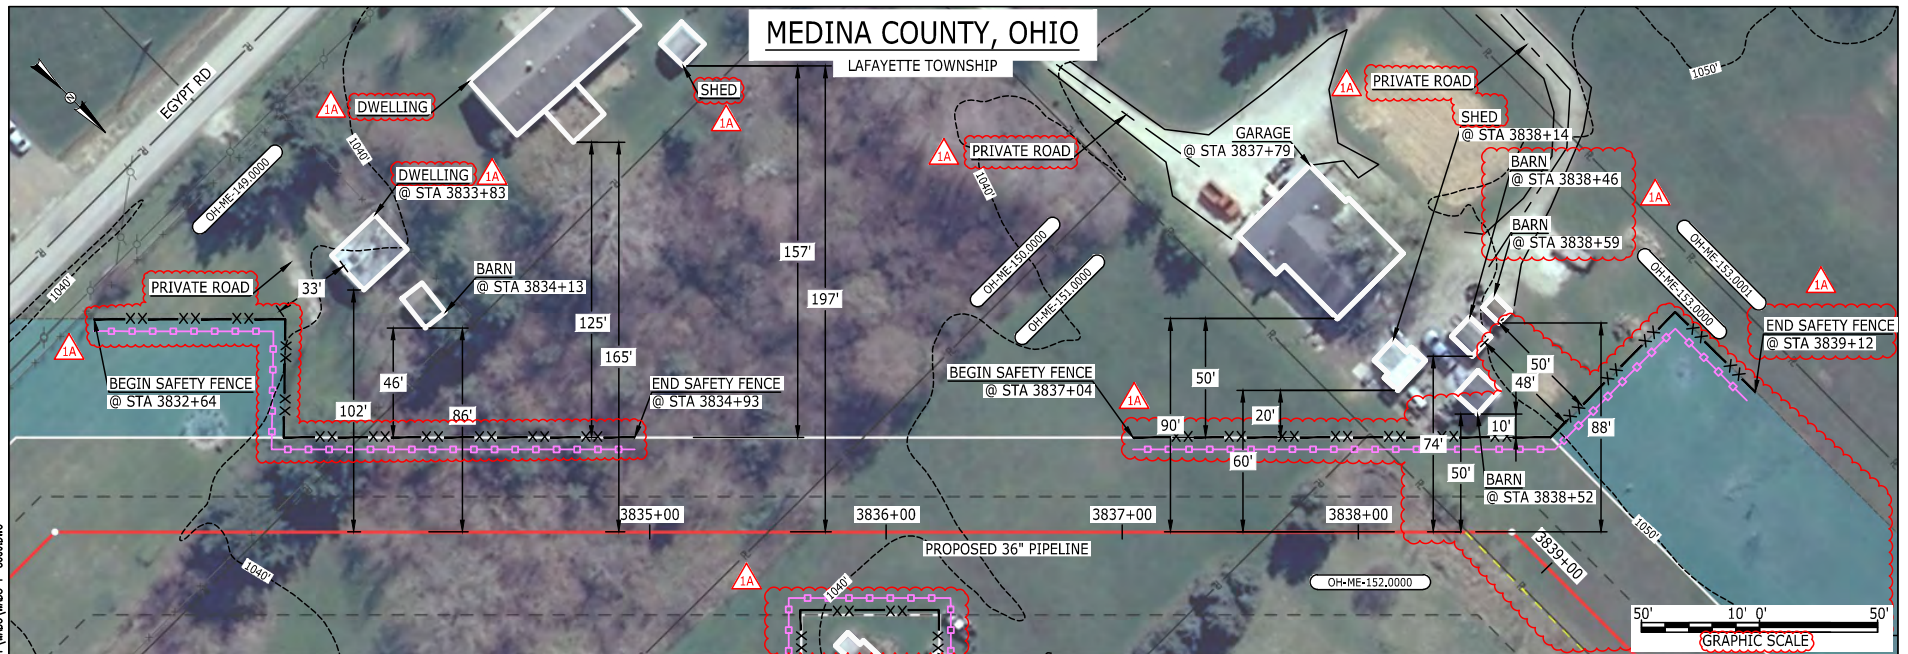 MEDINA COUNTY, OHIO
LAFAYETTE TOWNSHIP
EGYPT RD
N
1040'
1A
DWELLING
SHED
1A
1A
PRIVATE ROAD
1040'
GARAGE
@ STA 3837+79
1A
PRIVATE ROAD
SHED
@ STA 3838+14
BARN
@ STA 3838+46
1A
BARN
@ STA 3838+59
1050'
OH-ME-149.0000
DWELLING
1A
@ STA 3833+83
BARN
@ STA 3834+13
PRIVATE ROAD
33'
1040'
1A
BEGIN SAFETY FENCE
@ STA 3832+64
102'
46'
86'
125'
165'
END SAFETY FENCE
@ STA 3834+93
157'
197'
OH-ME-150.0000
OH-ME-151.0000
BEGIN SAFETY FENCE
@ STA 3837+04
1A
50'
90'
20'
60'
74'
50'
10'
50'
48'
88'
BARN
@ STA 3838+52
OH-ME-153.0001
OH-ME-153.0000
1A
END SAFETY FENCE
@ STA 3839+12
3835+00
3836+00
3837+00
3838+00
3839+00
PROPOSED 36" PIPELINE
OH-ME-152.0000
1040'
1A
1040'
1050'
50'
10'
0'
50'
GRAPHIC SCALE